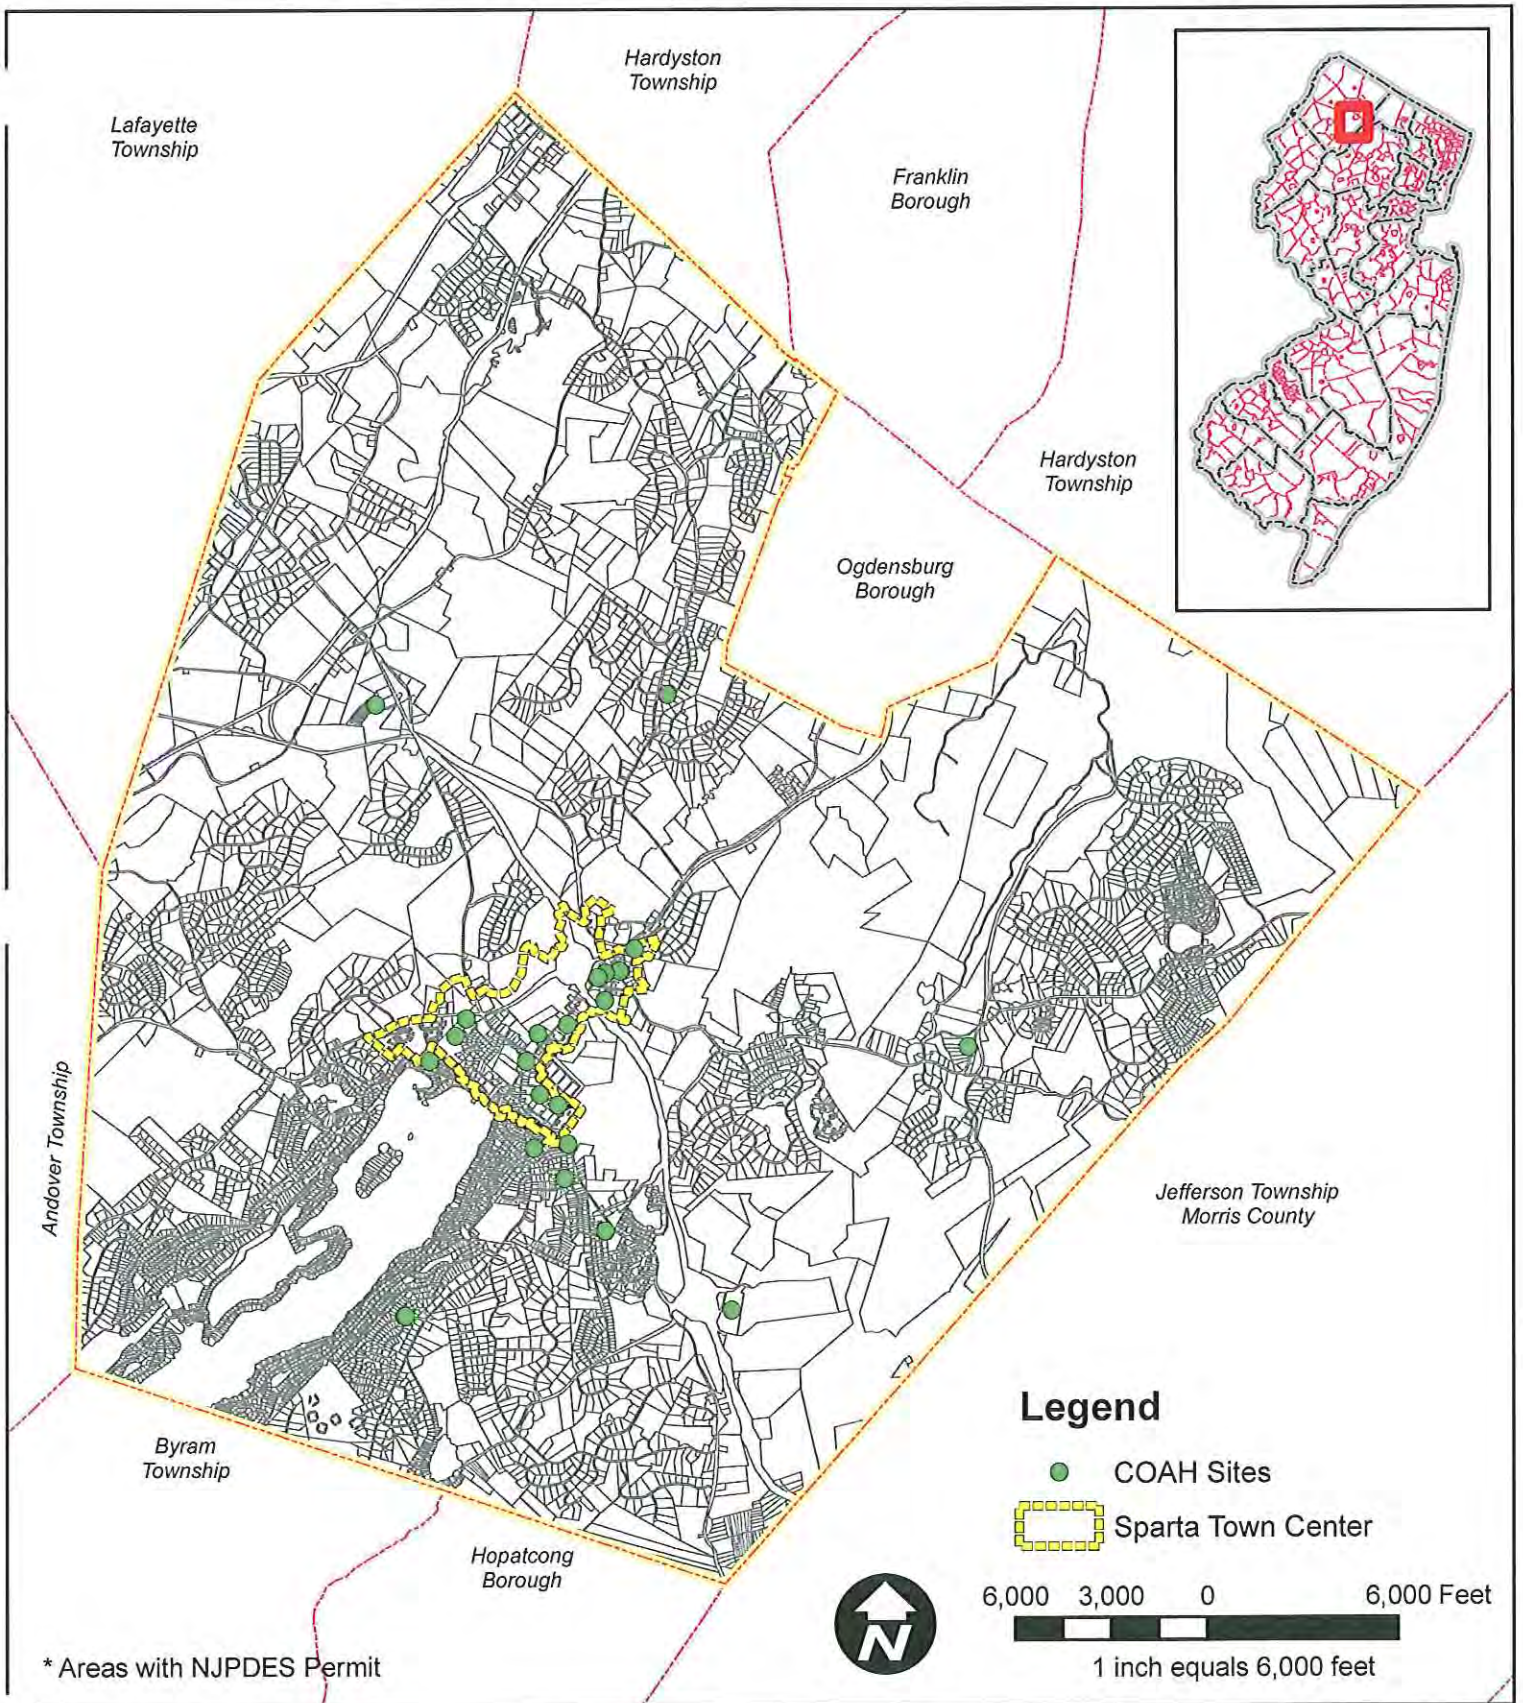 Hardyston
Township
Lafayette
Township
Franklin
Borough
Hardyston
Township
Ogdensburg
Borough
Andover Township
Jefferson Township
Morris County
Byram
Township
Hopatcong
Borough
Legend
COAH Sites
Sparta Town Center
6,000 3,000 0 6,000 Feet
1 inch equals 6,000 feet
N
* Areas with NJPDES Permit